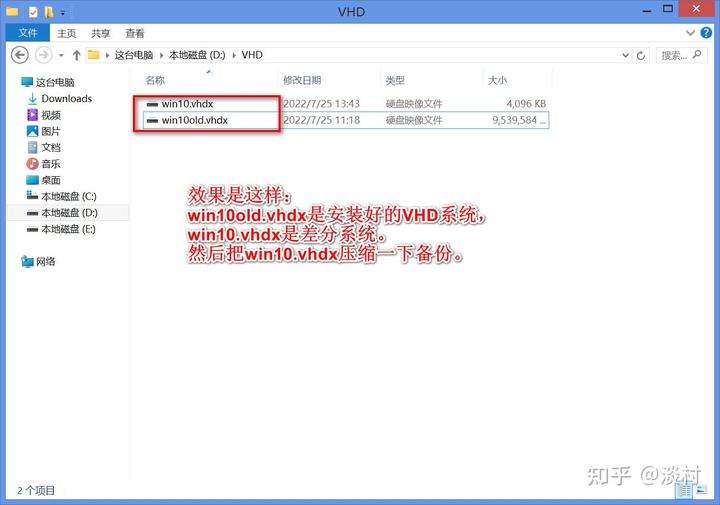 VHD
文件
主页
共享
查看
这台电脑
本地磁盘 (D:)
VHD
搜索...
名称
修改日期
类型
大小
win10.vhdx
2022/7/25 13:43
硬盘映像文件
4,096 KB
win10old.vhdx
2022/7/25 11:18
硬盘映像文件
9,539,584 ...
这台电脑
Downloads
视频
图片
文档
音乐
桌面
本地磁盘 (C:)
本地磁盘 (D:)
本地磁盘 (E:)
网络
效果是这样：
win10old.vhdx是安装好的VHD系统，
win10.vhdx是差分系统。
然后把win10.vhdx压缩一下备份。
知乎 @淡村
2 个项目